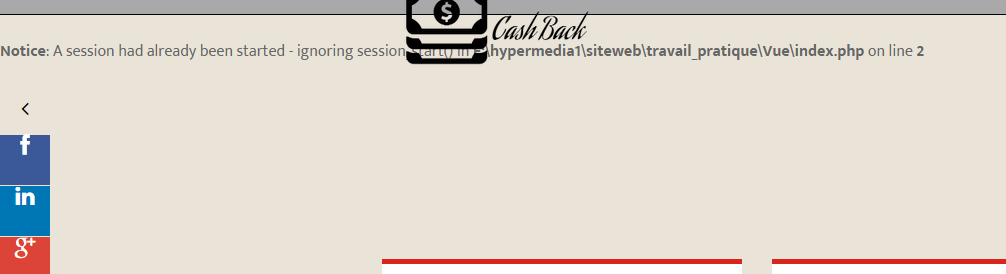 $
Cash Back
Notice: A session had already been started - ignoring session_start() in \hypermedia1\siteweb\travail_pratique\Vue\index.php on line 2
f
in
g+